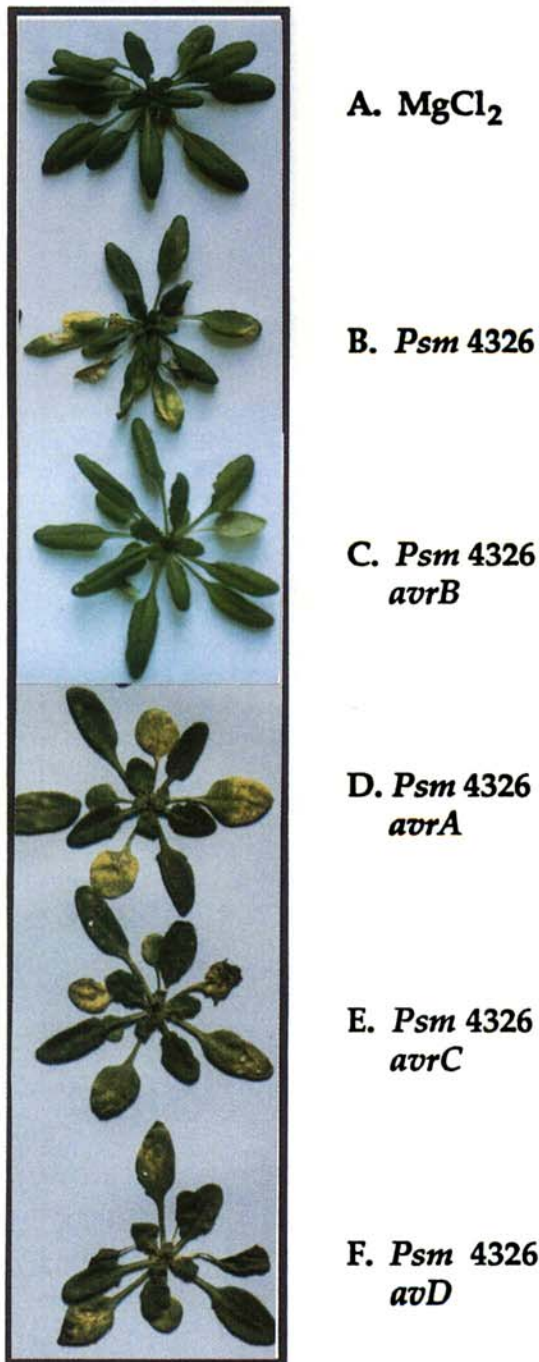 A. MgCl₂
B. Psm 4326
C. Psm 4326
avrB
D. Psm 4326
avrA
E. Psm 4326
avrC
F. Psm 4326
avD